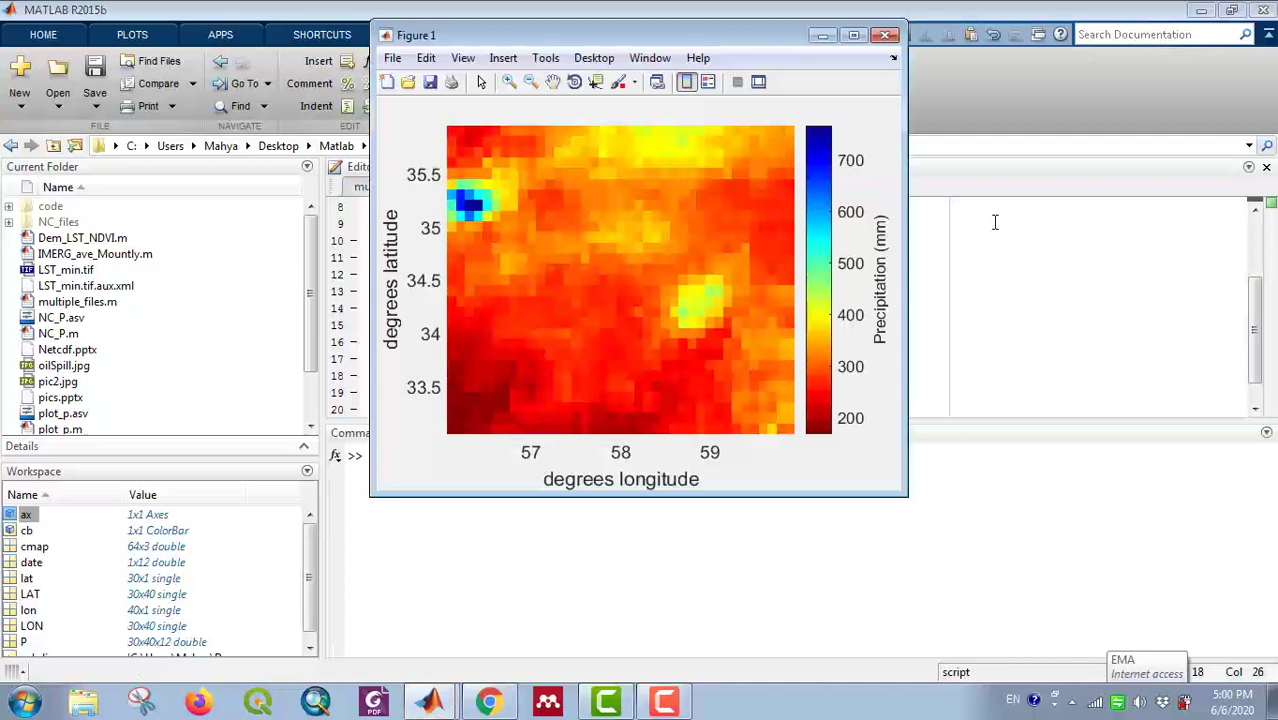 MATLAB R2015b
HOME PLOTS APPS SHORTCUTS
Search Documentation
New Open Save
Find Files
Compare
Print
Go To
Find
Insert
Comment
Indent
FILE NAVIGATE EDIT
C: Users Mahya Desktop Matlab
Current Folder
Name
code
NC_files
Dem_LST_NDVI.m
IMERG_ave_Mountly.m
LST_min.tif
LST_min.tif.aux.xml
multiple_files.m
NC_P.asv
NC_P.m
Netcdf.pptx
oilSpill.jpg
pic2.jpg
pics.pptx
plot_p.asv
plot_p.m
Details
Workspace
Name Value
ax 1x1 Axes
cb 1x1 ColorBar
cmap 64x3 double
date 1x12 double
lat 30x1 single
LAT 30x40 single
lon 40x1 single
LON 30x40 single
P 30x40x12 double
8
9
10
11
12
13
14
15
16
17
18
19
20
fx >>
Figure 1
File Edit View Insert Tools Desktop Window Help
35.5
35
34.5
34
33.5
degrees latitude
57 58 59
degrees longitude
700
600
500
400
300
200
Precipitation (mm)
EMA
Internet access
script
18 Col 26
PDF
EN
5:00 PM
6/6/2020